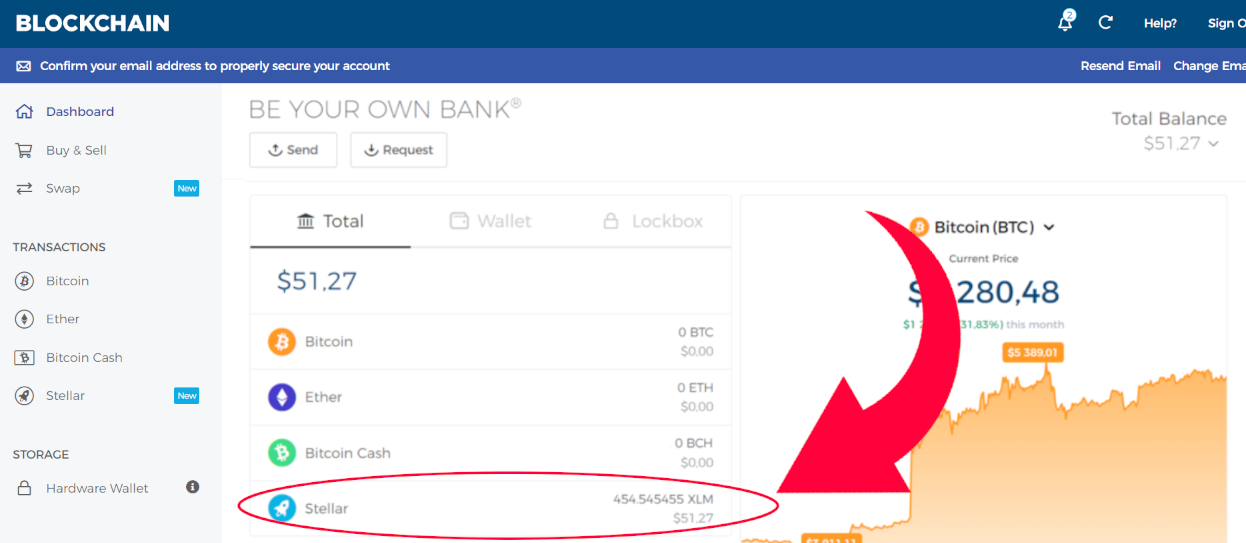 BLOCKCHAIN
2
Help?
Sign O
Confirm your email address to properly secure your account
Resend Email
Change Ema
Dashboard
Buy & Sell
Swap
New
TRANSACTIONS
Bitcoin
Ether
Bitcoin Cash
Stellar
New
STORAGE
Hardware Wallet
BE YOUR OWN BANK®
Send
Request
Total Balance
$51,27
Total
Wallet
Lockbox
$51,27
Bitcoin
0 BTC
$0.00
Ether
0 ETH
$0.00
Bitcoin Cash
0 BCH
$0.00
Stellar
454.545455 XLM
$51,27
Bitcoin (BTC)
Current Price
280,48
31,83%) this month
$5 389,01